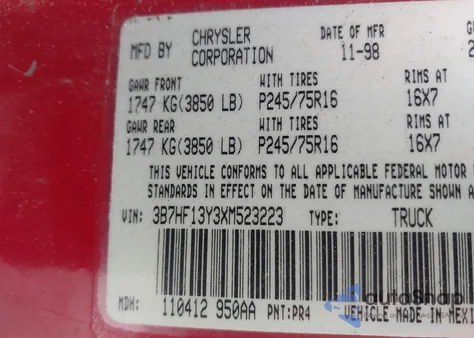 MFD BY CHRYSLER CORPORATION DATE OF MFR 11-98
GAWR FRONT WITH TIRES RIMS AT
1747 KG(3850 LB) P245/75R16 16X7
GAWR REAR WITH TIRES RIMS AT
1747 KG(3850 LB) P245/75R16 16X7
THIS VEHICLE CONFORMS TO ALL APPLICABLE FEDERAL MOTOR
STANDARDS IN EFFECT ON THE DATE OF MANUFACTURE SHOWN
VIN: 3B7HF13Y3XM523223 TYPE: TRUCK
MDH: 110412 950AA PNT:PR4 VEHICLE MADE IN MEXI
autoSnap